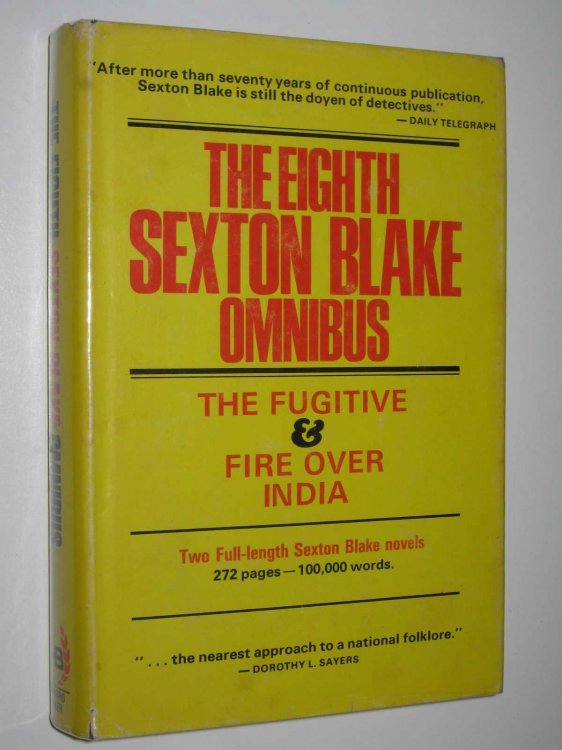 "After more than seventy years of continuous publication,
Sexton Blake is still the doyen of detectives."
— DAILY TELEGRAPH
THE EIGHTH
SEXTON BLAKE
OMNIBUS
THE FUGITIVE
&
FIRE OVER
INDIA
Two Full-length Sexton Blake novels
272 pages — 100,000 words.
"... the nearest approach to a national folklore."
— DOROTHY L. SAYERS
THE EIGHTH SEXTON BLAKE OMNIBUS
8